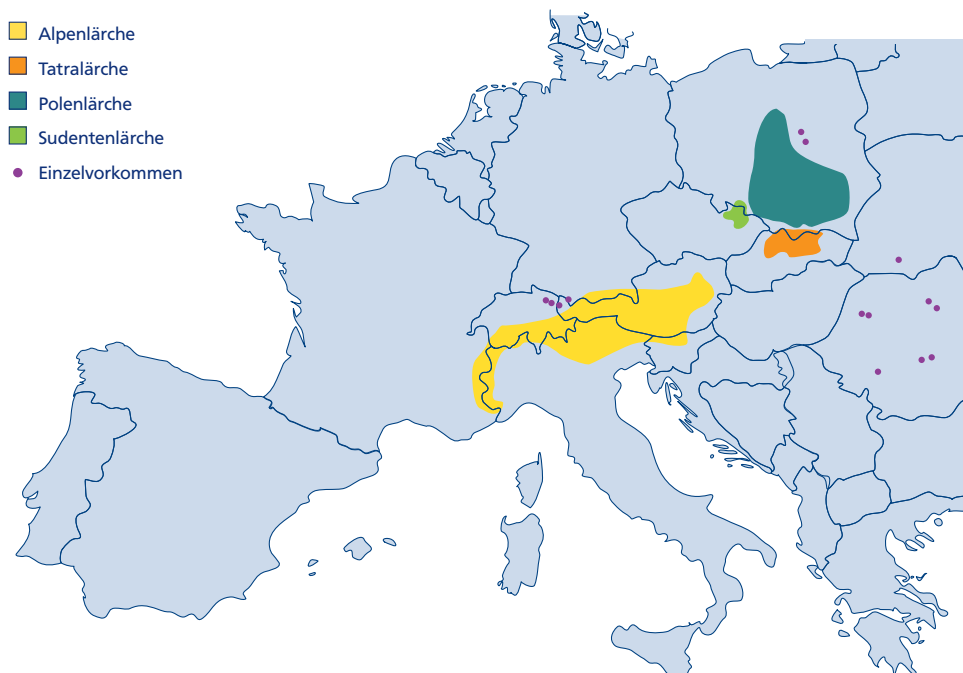 Alpenlärche
Tatralärche
Polenlärche
Sudentenlärche
Einzelvorkommen